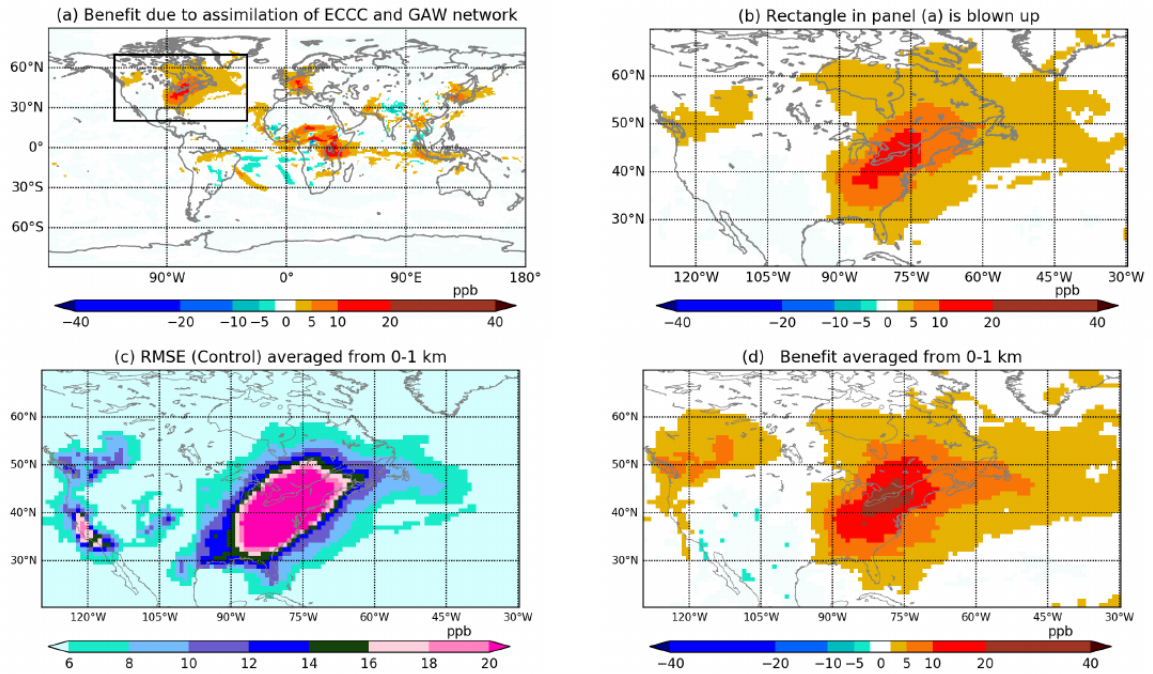 (a) Benefit due to assimilation of ECCC and GAW network
60°N
30°N
0°
30°S
60°S
90°W 0° 90°E 180°
ppb
−40 −20 −10 −5 0 5 10 20 40
(b) Rectangle in panel (a) is blown up
60°N
50°N
40°N
30°N
120°W 105°W 90°W 75°W 60°W 45°W 30°W
ppb
−40 −20 −10 −5 0 5 10 20 40
(c) RMSE (Control) averaged from 0-1 km
60°N
50°N
40°N
30°N
120°W 105°W 90°W 75°W 60°W 45°W 30°W
ppb
6 8 10 12 14 16 18 20
(d) Benefit averaged from 0-1 km
60°N
50°N
40°N
30°N
120°W 105°W 90°W 75°W 60°W 45°W 30°W
ppb
−40 −20 −10 −5 0 5 10 20 40